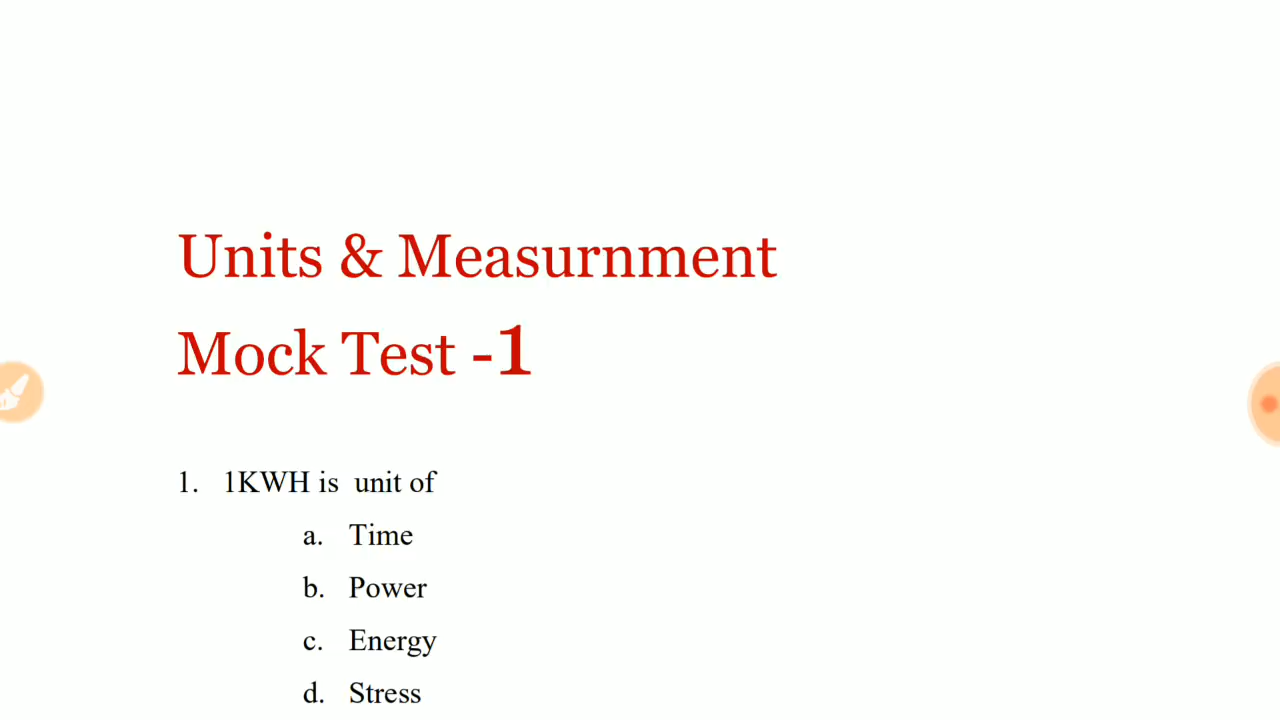 Units & Measurnment
Mock Test -1
1. 1KWH is unit of
a. Time
b. Power
c. Energy
d. Stress